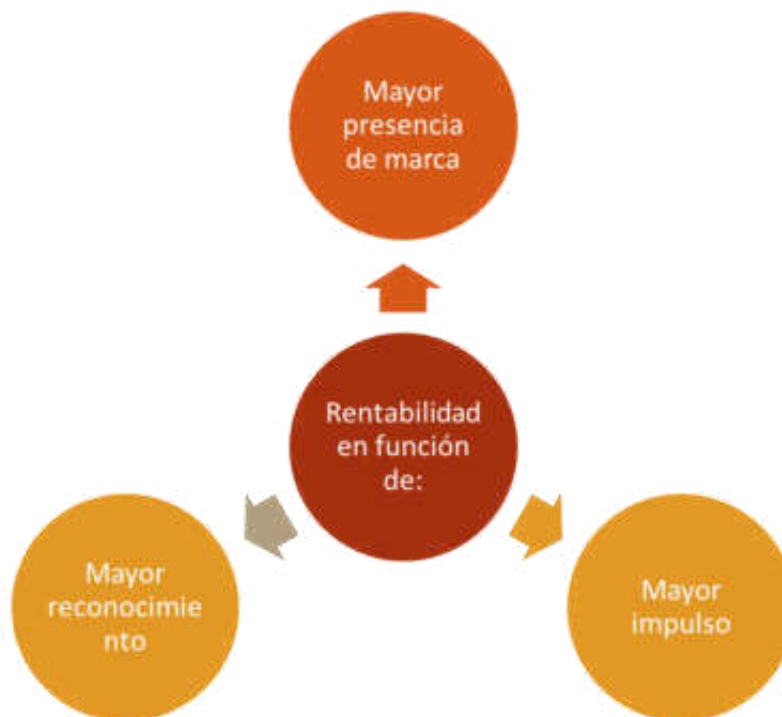 Mayor
presencia
de marca
Rentabilidad
en función
de:
Mayor
reconocimie
nto
Mayor
impulso